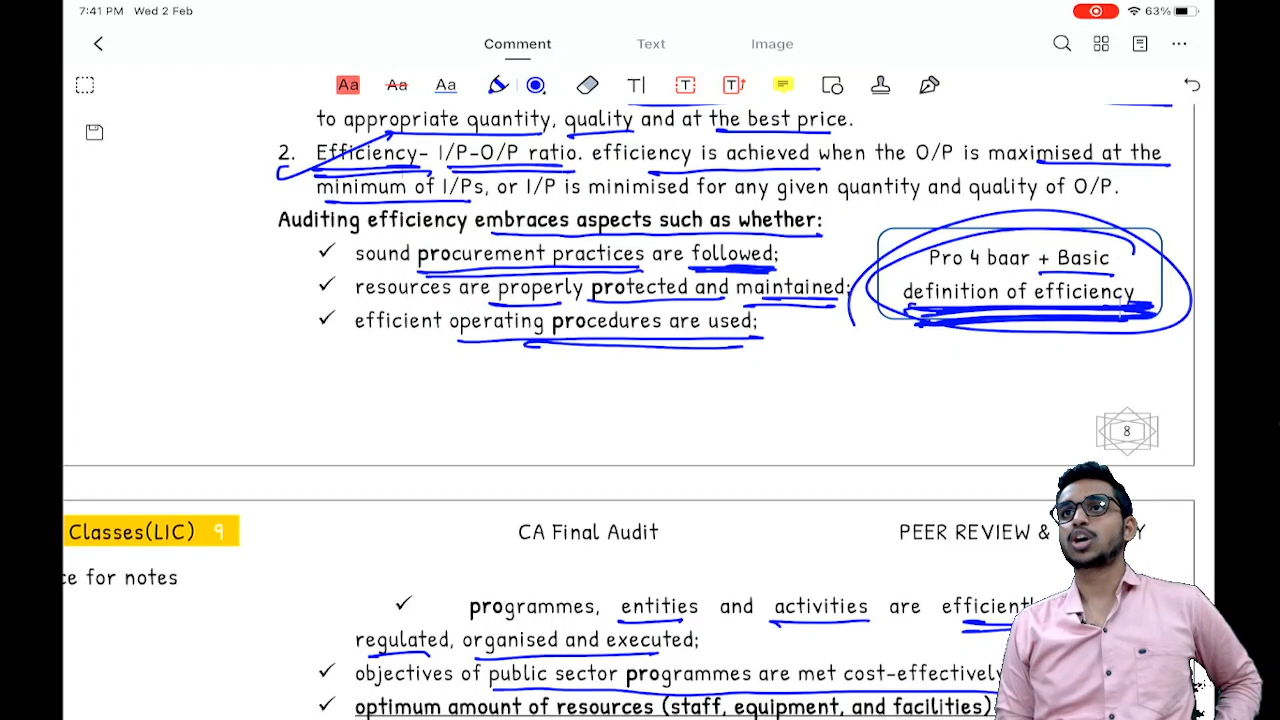 7:41 PM Wed 2 Feb
63%
Comment Text Image
Aa Aa Aa T T T
to appropriate quantity, quality and at the best price.
2. Efficiency- I/P-O/P ratio. efficiency is achieved when the O/P is maximised at the
minimum of I/Ps, or I/P is minimised for any given quantity and quality of O/P.
Auditing efficiency embraces aspects such as whether:
✓ sound procurement practices are followed;
✓ resources are properly protected and maintained;
✓ efficient operating procedures are used;
Pro 4 baar + Basic
definition of efficiency
8
Classes(LIC) 9 CA Final Audit PEER REVIEW &
ce for notes
✓ programmes, entities and activities are
regulated, organised and executed;
✓ objectives of public sector programmes are met cost-effectively
✓ optimum amount of resources (staff, equipment, and facilities)